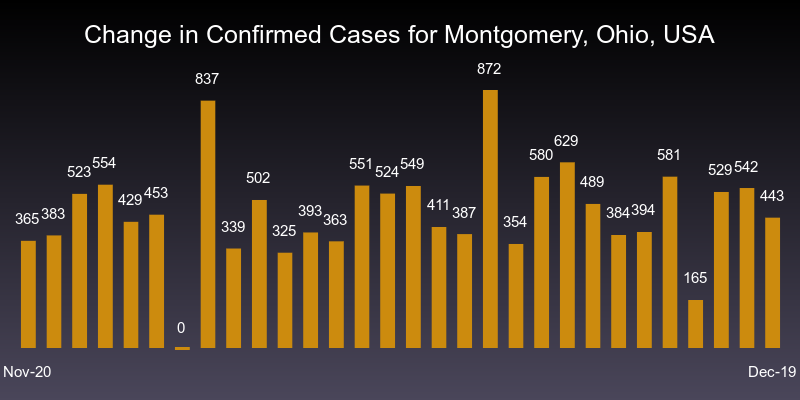 Change in Confirmed Cases for Montgomery, Ohio, USA
365 383 523 554 429 453 0 837 339 502 325 393 363 551 524 549 411 387 872 354 580 629 489 384 394 581 165 529 542 443
Nov-20 Dec-19